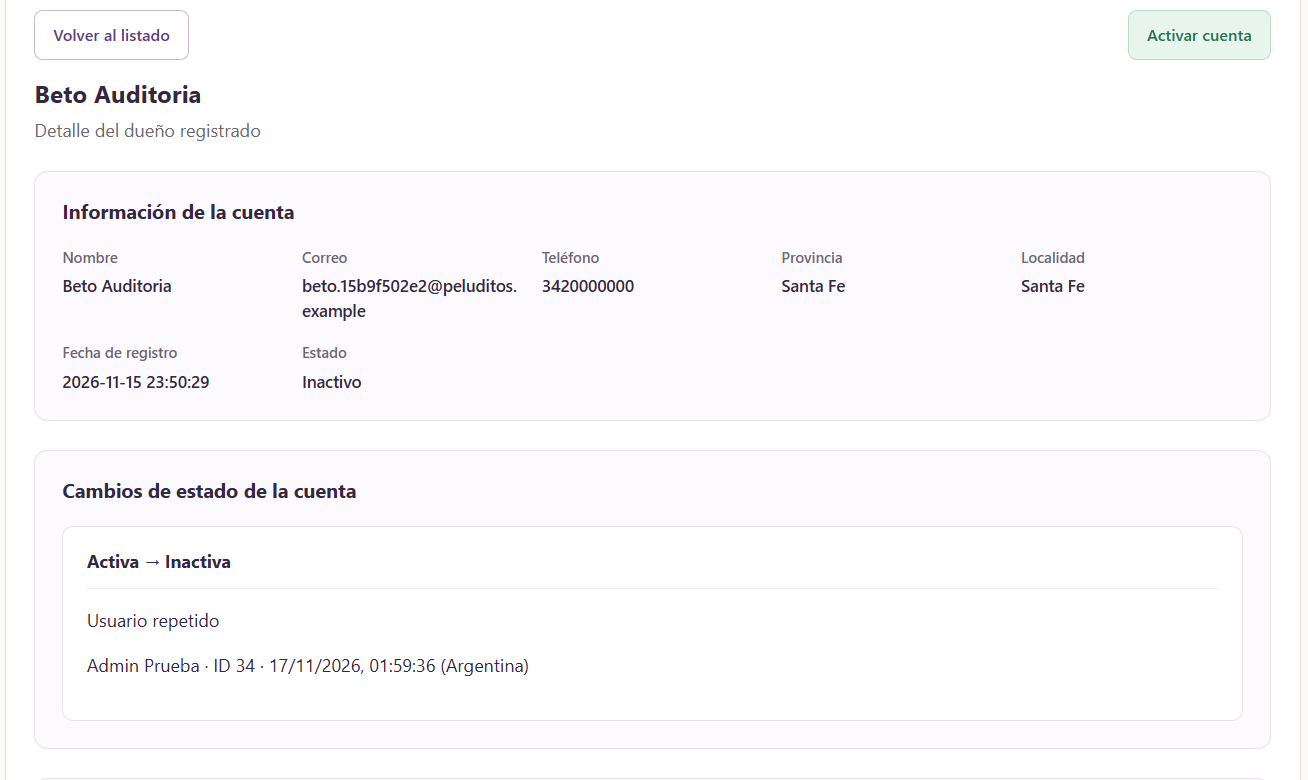 Volver al listado
Activar cuenta
Beto Auditoria
Detalle del dueño registrado
Información de la cuenta
Nombre
Beto Auditoria
Correo
beto.15b9f502e2@peluditos.
example
Teléfono
3420000000
Provincia
Santa Fe
Localidad
Santa Fe
Fecha de registro
2026-11-15 23:50:29
Estado
Inactivo
Cambios de estado de la cuenta
Activa → Inactiva
Usuario repetido
Admin Prueba · ID 34 · 17/11/2026, 01:59:36 (Argentina)